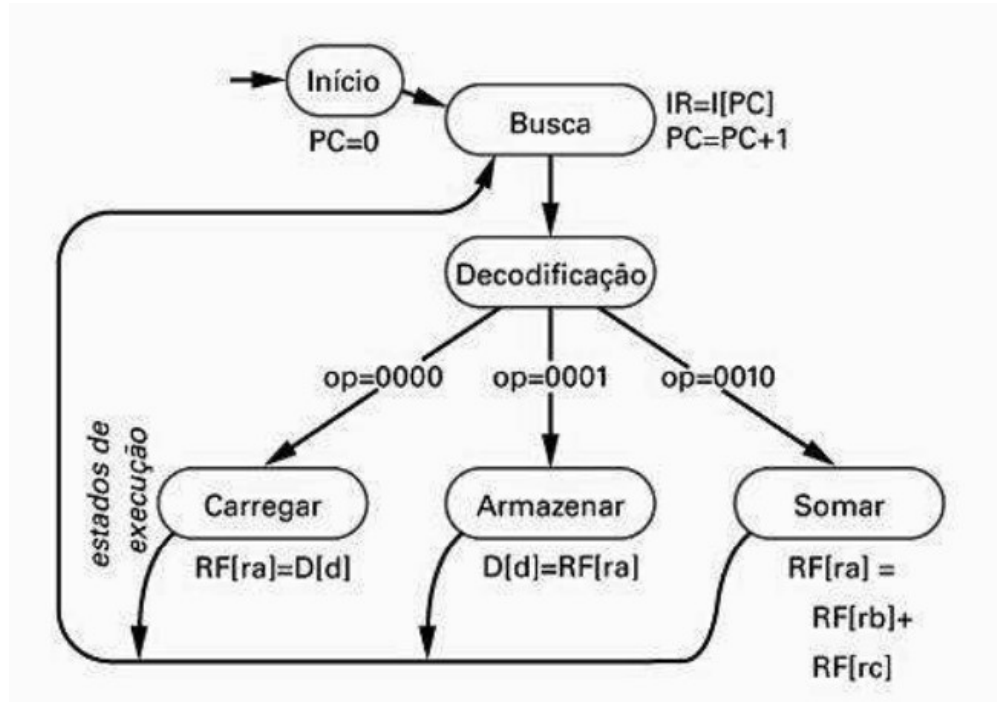 Início
PC=0
Busca
IR=I[PC]
PC=PC+1
Decodificação
op=0000
op=0001
op=0010
estados de
execução
Carregar
RF[ra]=D[d]
Armazenar
D[d]=RF[ra]
Somar
RF[ra] =
RF[rb]+
RF[rc]